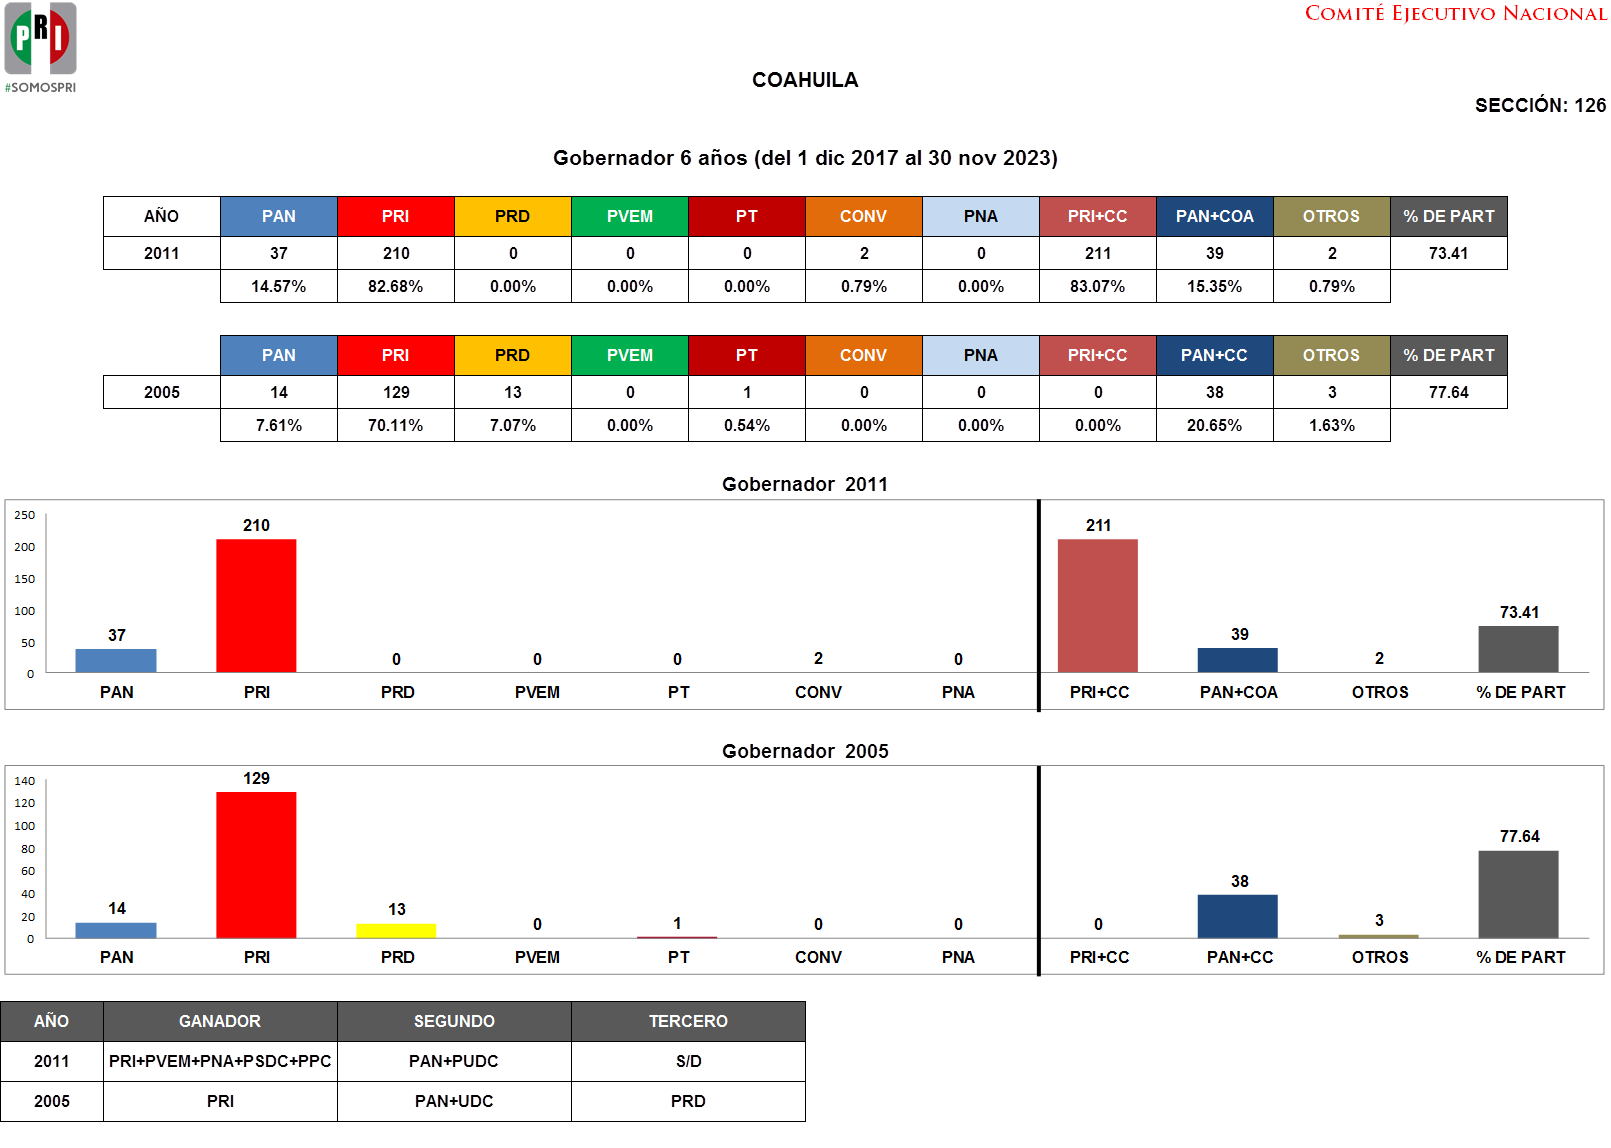 PRI
#SOMOSPRI
COMITÉ EJECUTIVO NACIONAL
COAHUILA
SECCIÓN: 126
Gobernador 6 años (del 1 dic 2017 al 30 nov 2023)
AÑO PAN PRI PRD PVEM PT CONV PNA PRI+CC PAN+COA OTROS % DE PART
2011 37 210 0 0 0 2 0 211 39 2 73.41
14.57% 82.68% 0.00% 0.00% 0.00% 0.79% 0.00% 83.07% 15.35% 0.79%
PAN PRI PRD PVEM PT CONV PNA PRI+CC PAN+CC OTROS % DE PART
2005 14 129 13 0 1 0 0 0 38 3 77.64
7.61% 70.11% 7.07% 0.00% 0.54% 0.00% 0.00% 0.00% 20.65% 1.63%
Gobernador 2011
250
200
150
100
50
0
37 210 0 0 0 2 0 211 39 2 73.41
PAN PRI PRD PVEM PT CONV PNA PRI+CC PAN+COA OTROS % DE PART
Gobernador 2005
140
120
100
80
60
40
20
0
14 129 13 0 1 0 0 0 38 3 77.64
PAN PRI PRD PVEM PT CONV PNA PRI+CC PAN+CC OTROS % DE PART
AÑO GANADOR SEGUNDO TERCERO
2011 PRI+PVEM+PNA+PSDC+PPC PAN+PUDC S/D
2005 PRI PAN+UDC PRD